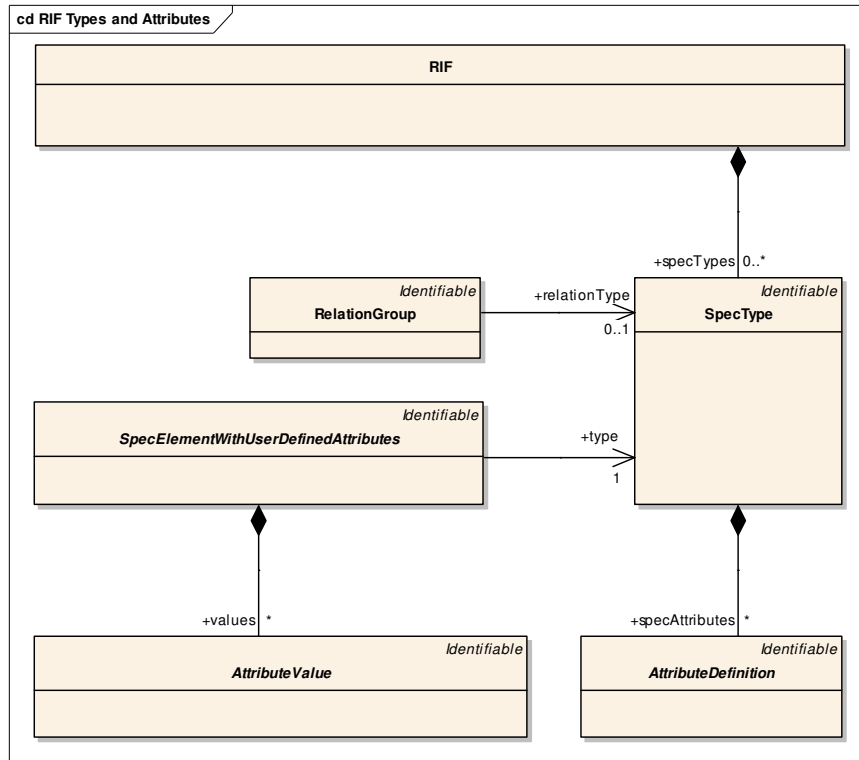 cd RIF Types and Attributes
RIF
+specTypes 0..*
Identifiable
RelationGroup
+relationType
0..1
Identifiable
SpecType
Identifiable
SpecElementWithUserDefinedAttributes
+type
1
+values *
+specAttributes *
Identifiable
AttributeValue
Identifiable
AttributeDefinition